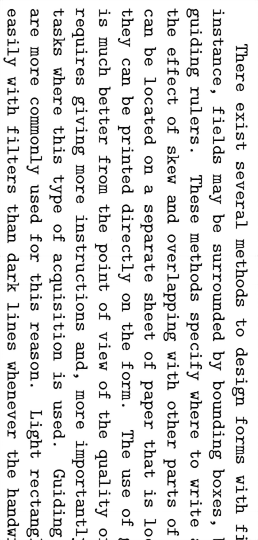 There exist several methods to design forms with
instance, fields may be surrounded by bounding boxes,
guiding rulers. These methods specify where to write
the effect of skew and overlapping with other parts of
can be located on a separate sheet of paper that is
they can be printed directly on the form. The use of
is much better from the point of view of the quality
requires giving more instructions and, more
tasks where this type of acquisition is used. Guiding
are more commonly used for this reason. Light
easily with filters than dark lines whenever the